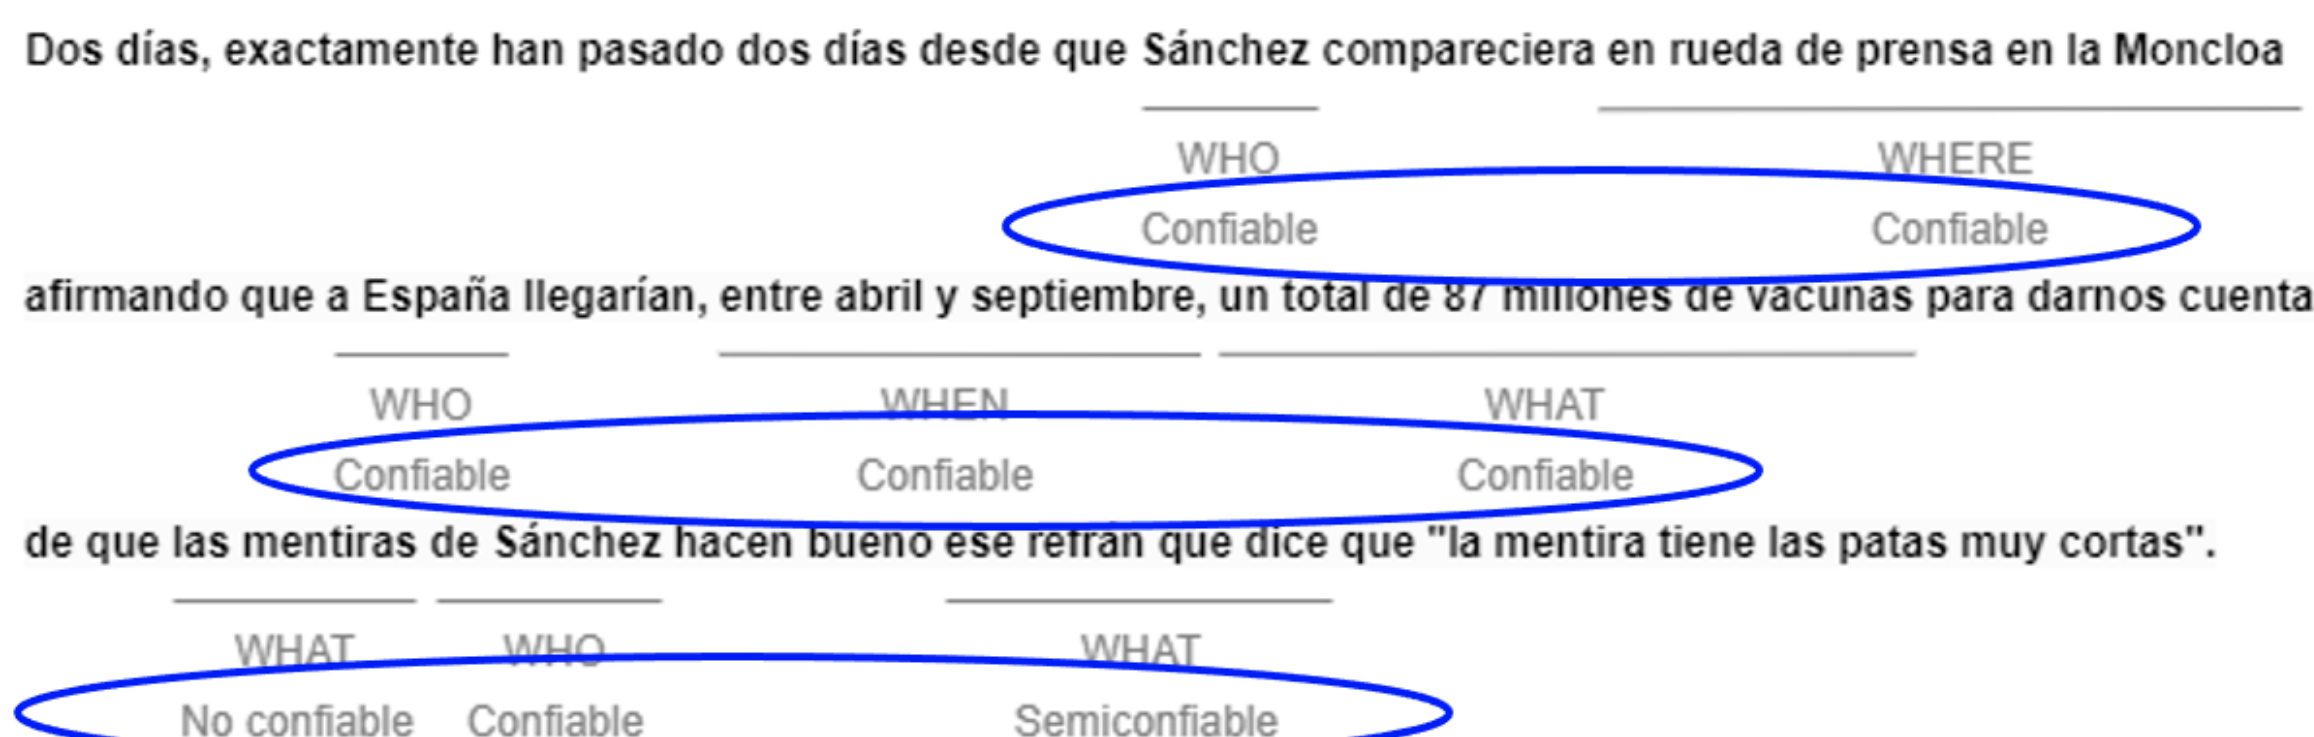 Dos días, exactamente han pasado dos días desde que Sánchez compareciera en rueda de prensa en la Moncloa
WHO WHERE
Confiable Confiable
afirmando que a España llegarían, entre abril y septiembre, un total de 87 millones de vacunas para darnos cuenta
WHO WHEN WHAT
Confiable Confiable Confiable
de que las mentiras de Sánchez hacen bueno ese refrán que dice que "la mentira tiene las patas muy cortas".
WHAT WHO WHAT
No confiable Confiable Semiconfiable